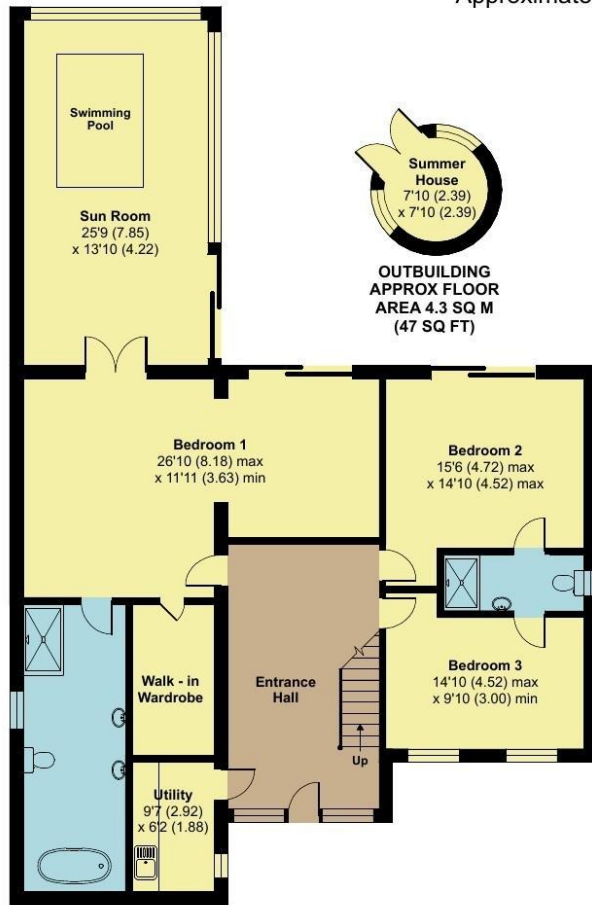 Approximate
Swimming
Pool
Sun Room
25'9 (7.85)
x 13'10 (4.22)
Summer
House
7'10 (2.39)
x 7'10 (2.39)
OUTBUILDING
APPROX FLOOR
AREA 4.3 SQ M
(47 SQ FT)
Bedroom 1
26'10 (8.18) max
x 11'11 (3.63) min
Bedroom 2
15'6 (4.72) max
x 14'10 (4.52) max
Walk - in
Wardrobe
Entrance
Hall
Bedroom 3
14'10 (4.52) max
x 9'10 (3.00) min
Up
Utility
9'7 (2.92)
x 6'2 (1.88)